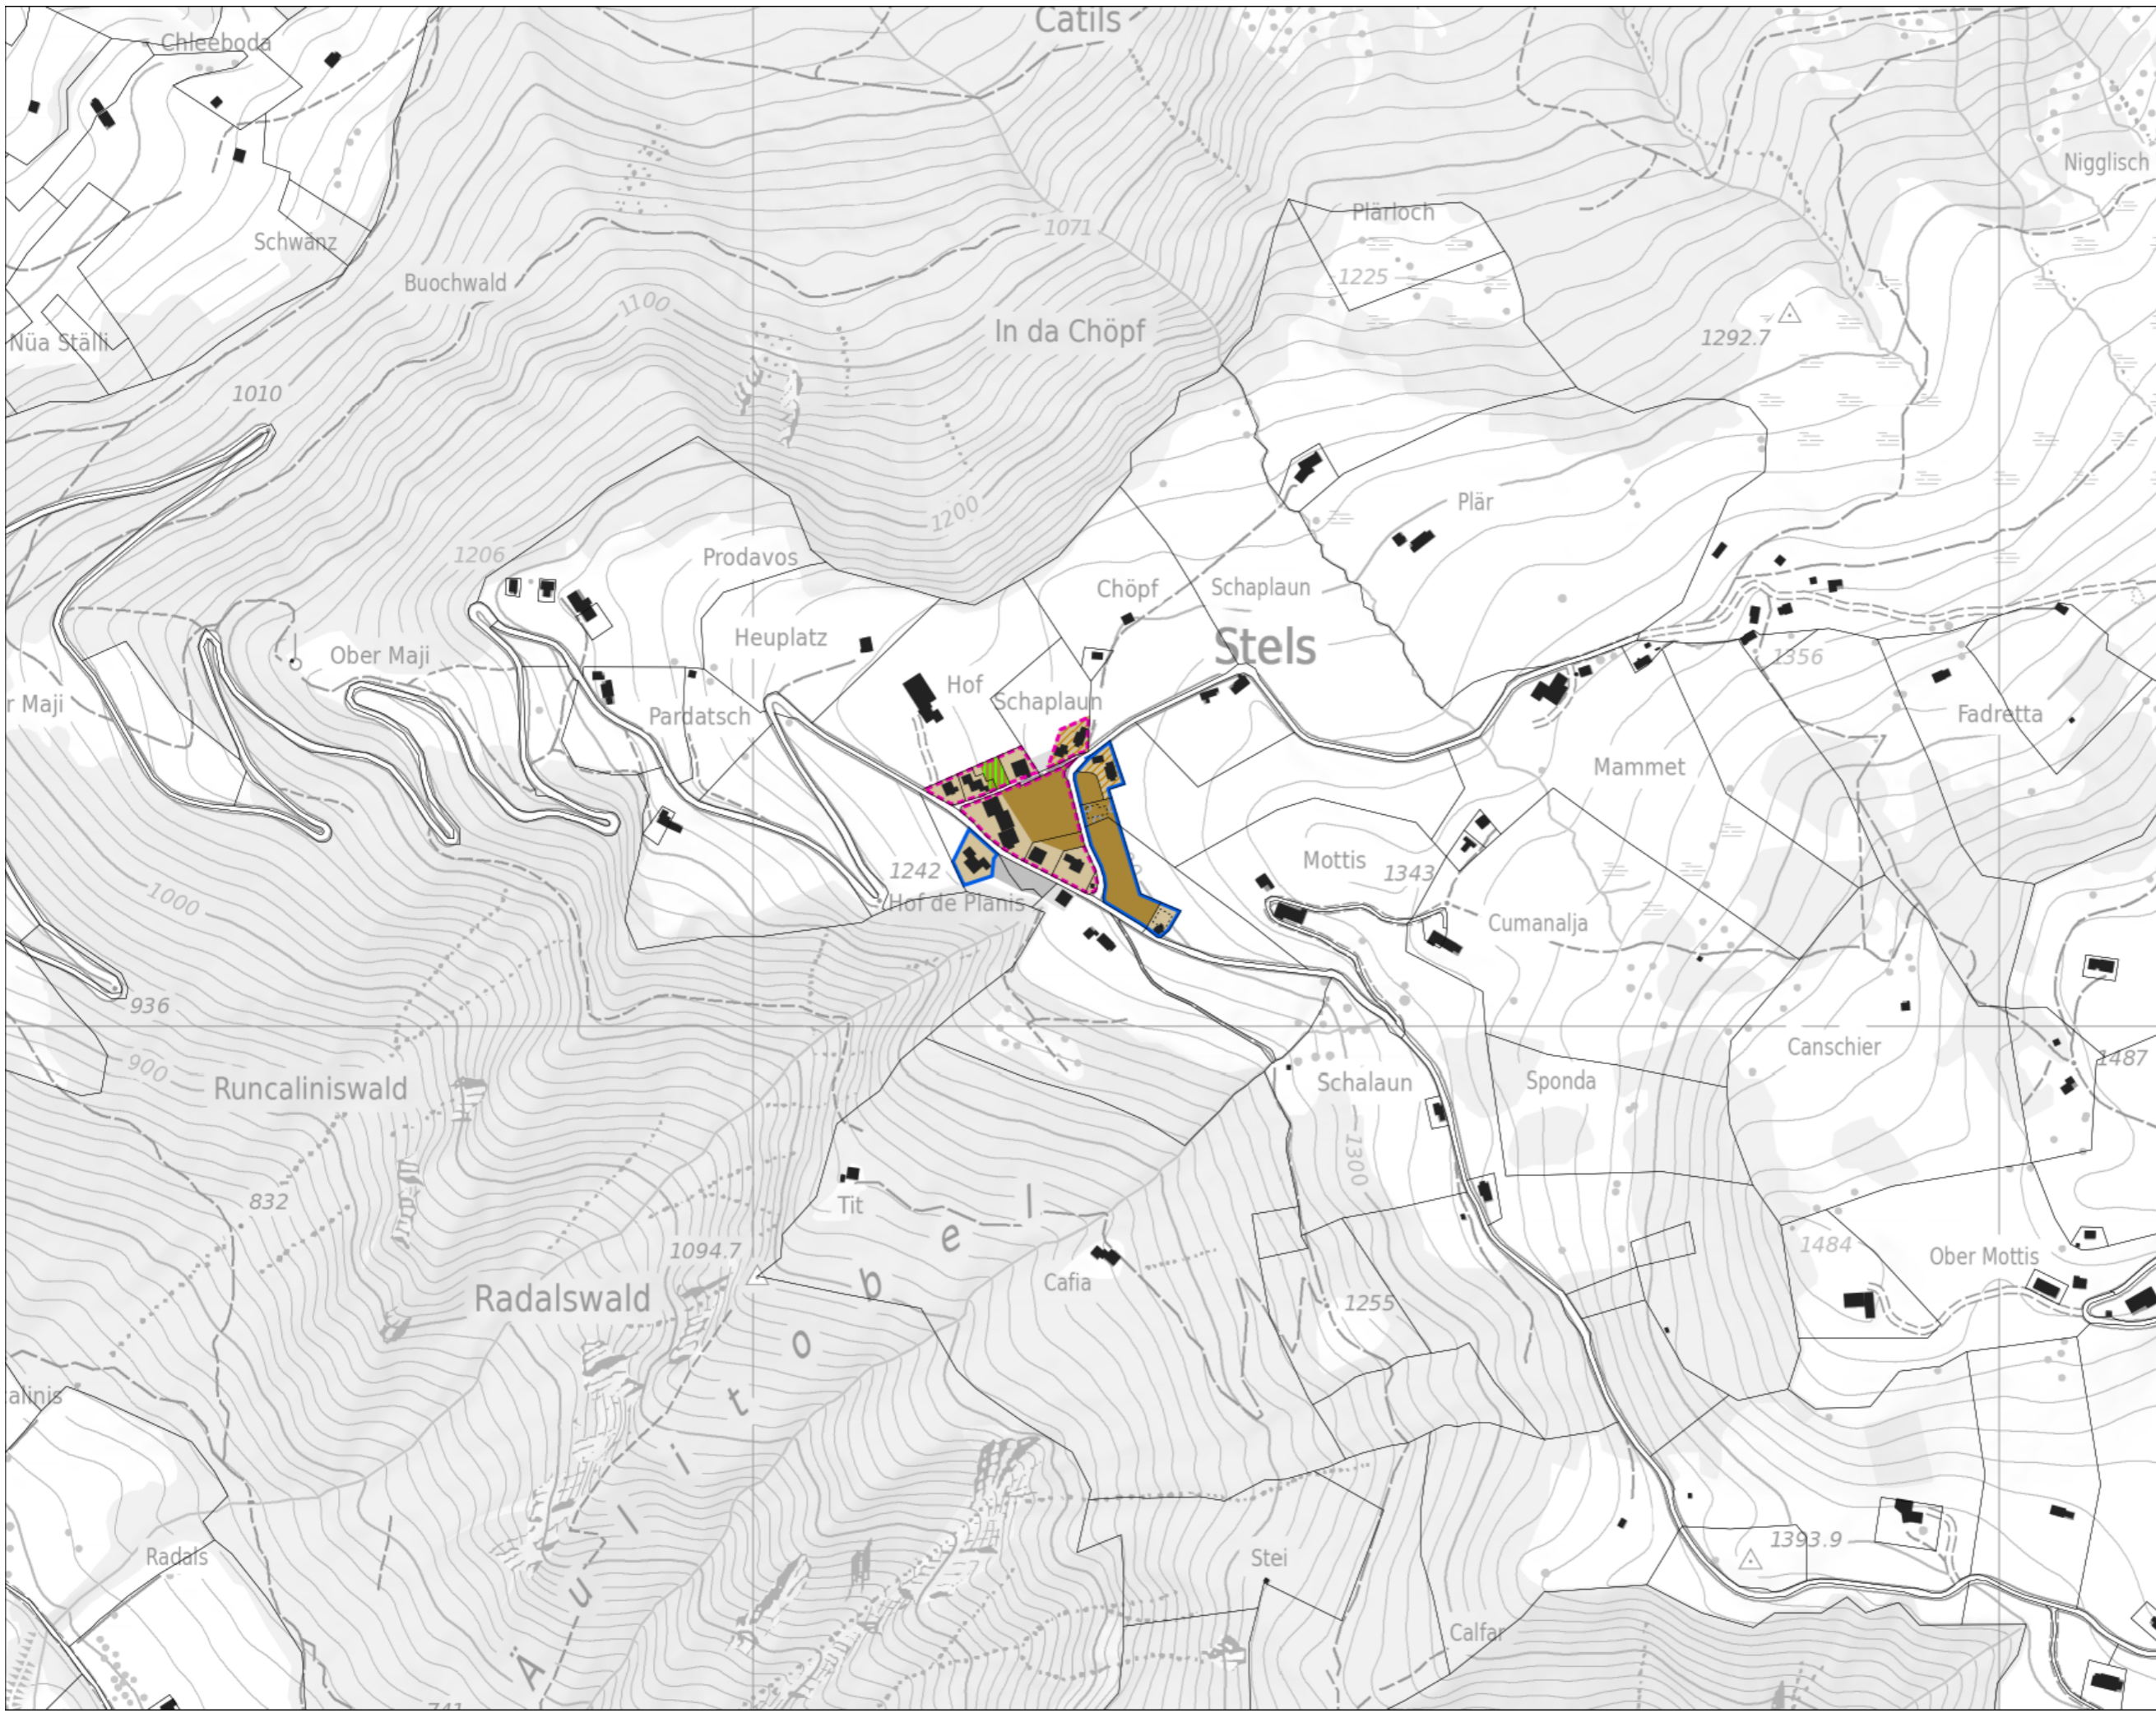 Catils
Chleeboda
Nigglisch
Plärloch
1071
Schwänz
1225
Buochwald
1100
In da Chöpf
1292.7
Nüa Ställi
1010
Plär
1200
1206
Prodavos
Chöpf
Schaplaun
Heuplatz
Stels
Ober Maji
1356
Hof
r Maji
Schaplaun
Pardatsch
Fadretta
Mammet
Mottis
1242
1343
1000
Hof de Planis
Cumanalja
936
Canschier
900
1487
Runcaliniswald
Schalaun
Sponda
1300
832
Tit
1484
1094.7
Ober Mottis
Cafia
Radalswald
1255
alinis
Äulitobel
1393.9
Radals
Stei
Calfar
741